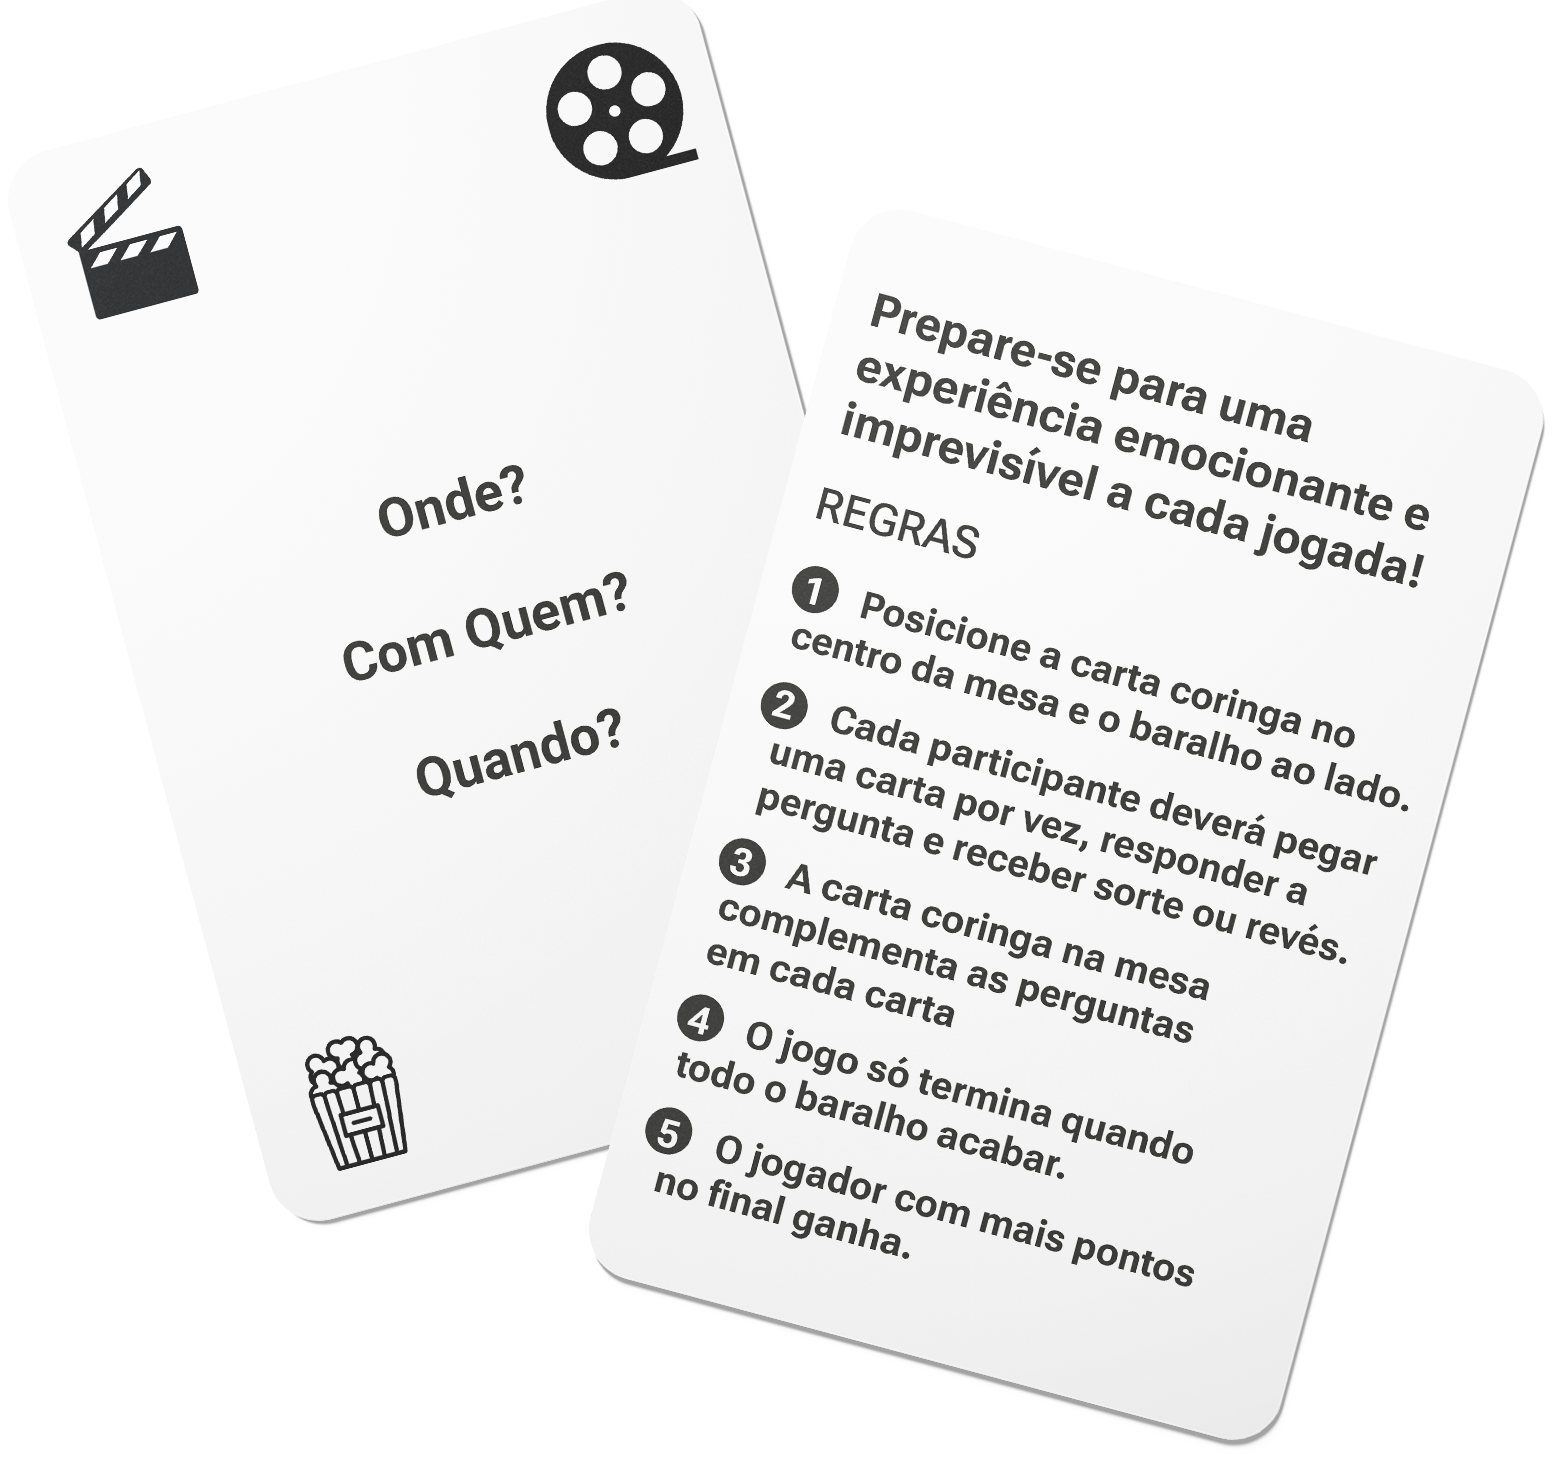 Onde?
Com Quem?
Quando?
Prepare-se para uma
experiência emocionante e
imprevisível a cada jogada!
REGRAS
1 Posicione a carta coringa no
centro da mesa e o baralho ao lado.
2 Cada participante deverá pegar
uma carta por vez, responder a
pergunta e receber sorte ou revés.
3 A carta coringa na mesa
complementa as perguntas
em cada carta
4 O jogo só termina quando
todo o baralho acabar.
5 O jogador com mais pontos
no final ganha.